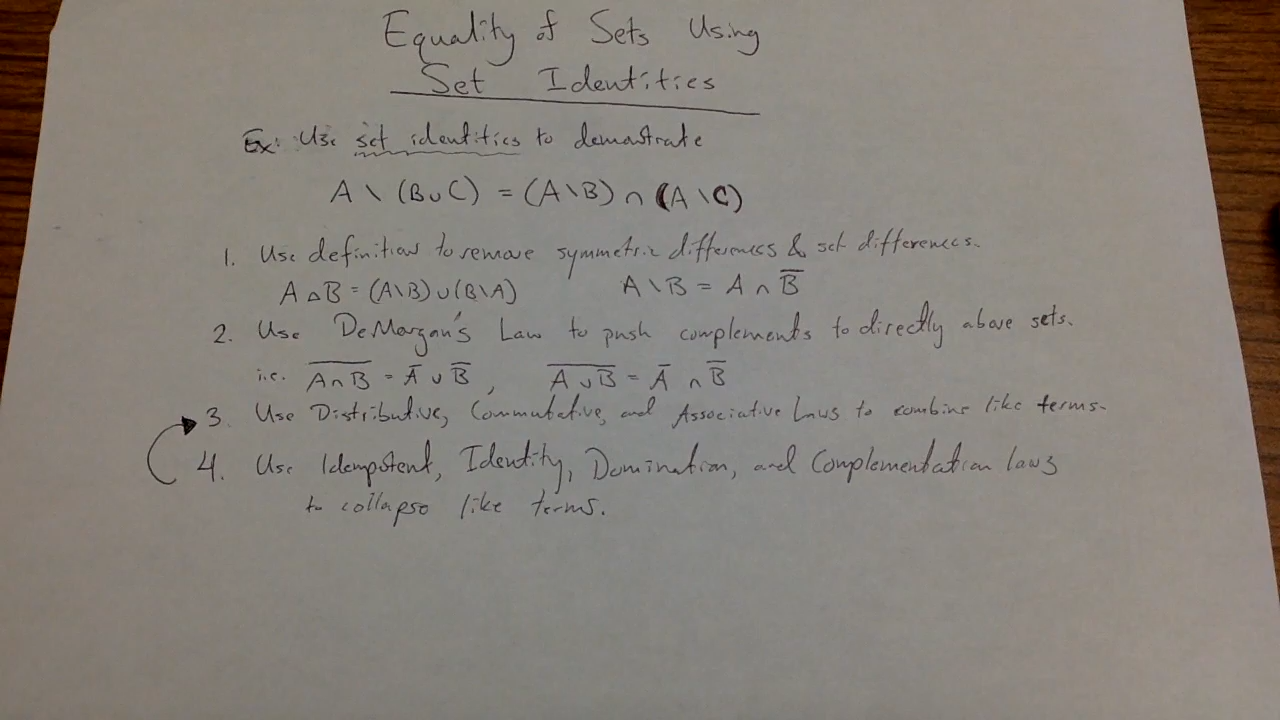 Equality of Sets Using
Set Identities
Ex: Use set identities to demonstrate
A \ (B∪C) = (A\B) ∩ (A\C)
1. Use definition to remove symmetric differences & set differences.
A △ B = (A\B) ∪ (B\A) A \ B = A ∩ B̅
2. Use DeMorgan's Law to push complements to directly above sets.
i.e. A̅∩̅B̅ = A̅ ∪ B̅ , A̅∪̅B̅ = A̅ ∩ B̅
3. Use Distributive, Commutative, and Associative Laws to combine like terms.
4. Use Idempotent, Identity, Domination, and Complementation laws
to collapse like terms.